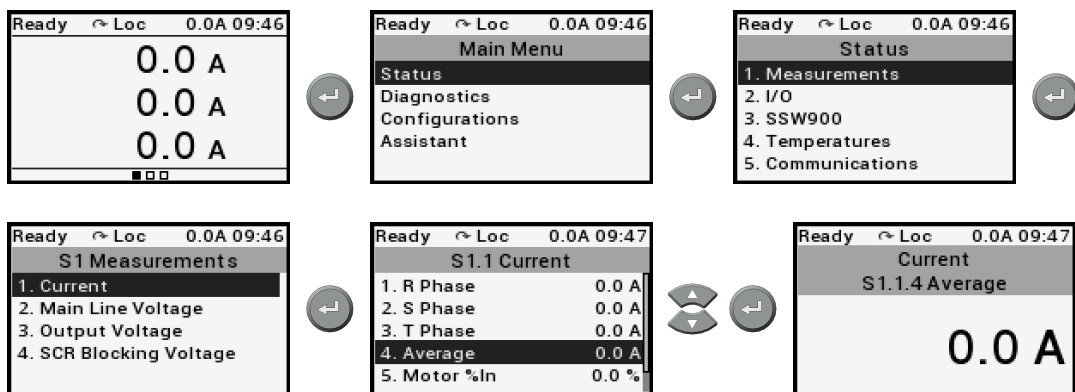 Ready Loc 0.0A 09:46
0.0 A
0.0 A
0.0 A
Ready Loc 0.0A 09:46
Main Menu
Status
Diagnostics
Configurations
Assistant
Ready Loc 0.0A 09:46
Status
1. Measurements
2. I/O
3. SSW900
4. Temperatures
5. Communications
Ready Loc 0.0A 09:46
S1 Measurements
1. Current
2. Main Line Voltage
3. Output Voltage
4. SCR Blocking Voltage
Ready Loc 0.0A 09:47
S1.1 Current
1. R Phase 0.0 A
2. S Phase 0.0 A
3. T Phase 0.0 A
4. Average 0.0 A
5. Motor %In 0.0 %
Ready Loc 0.0A 09:47
Current
S1.1.4 Average
0.0 A